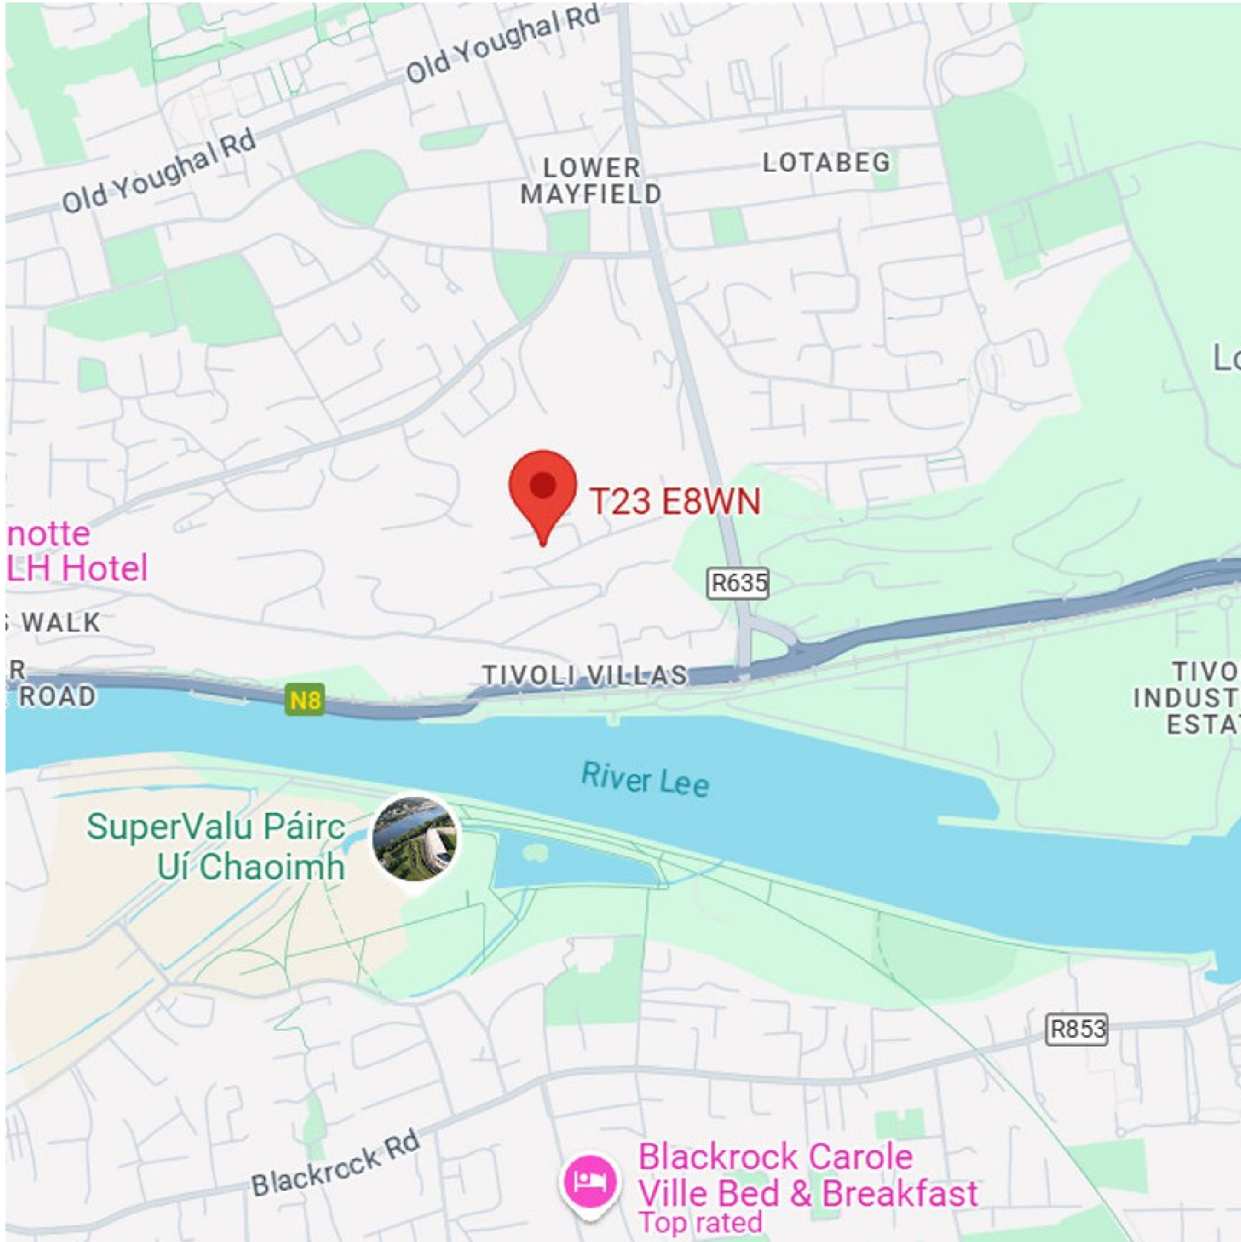 Old Youghal Rd
Old Youghal Rd
LOWER
MAYFIELD
LOTABEG
Lo
T23 E8WN
notte
LH Hotel
R635
S WALK
R
ROAD
N8
TIVOLI VILLAS
TIVO
INDUST
ESTA
River Lee
SuperValu Páirc
Uí Chaoimh
R853
Blackrock Rd
Blackrock Carole
Ville Bed & Breakfast
Top rated